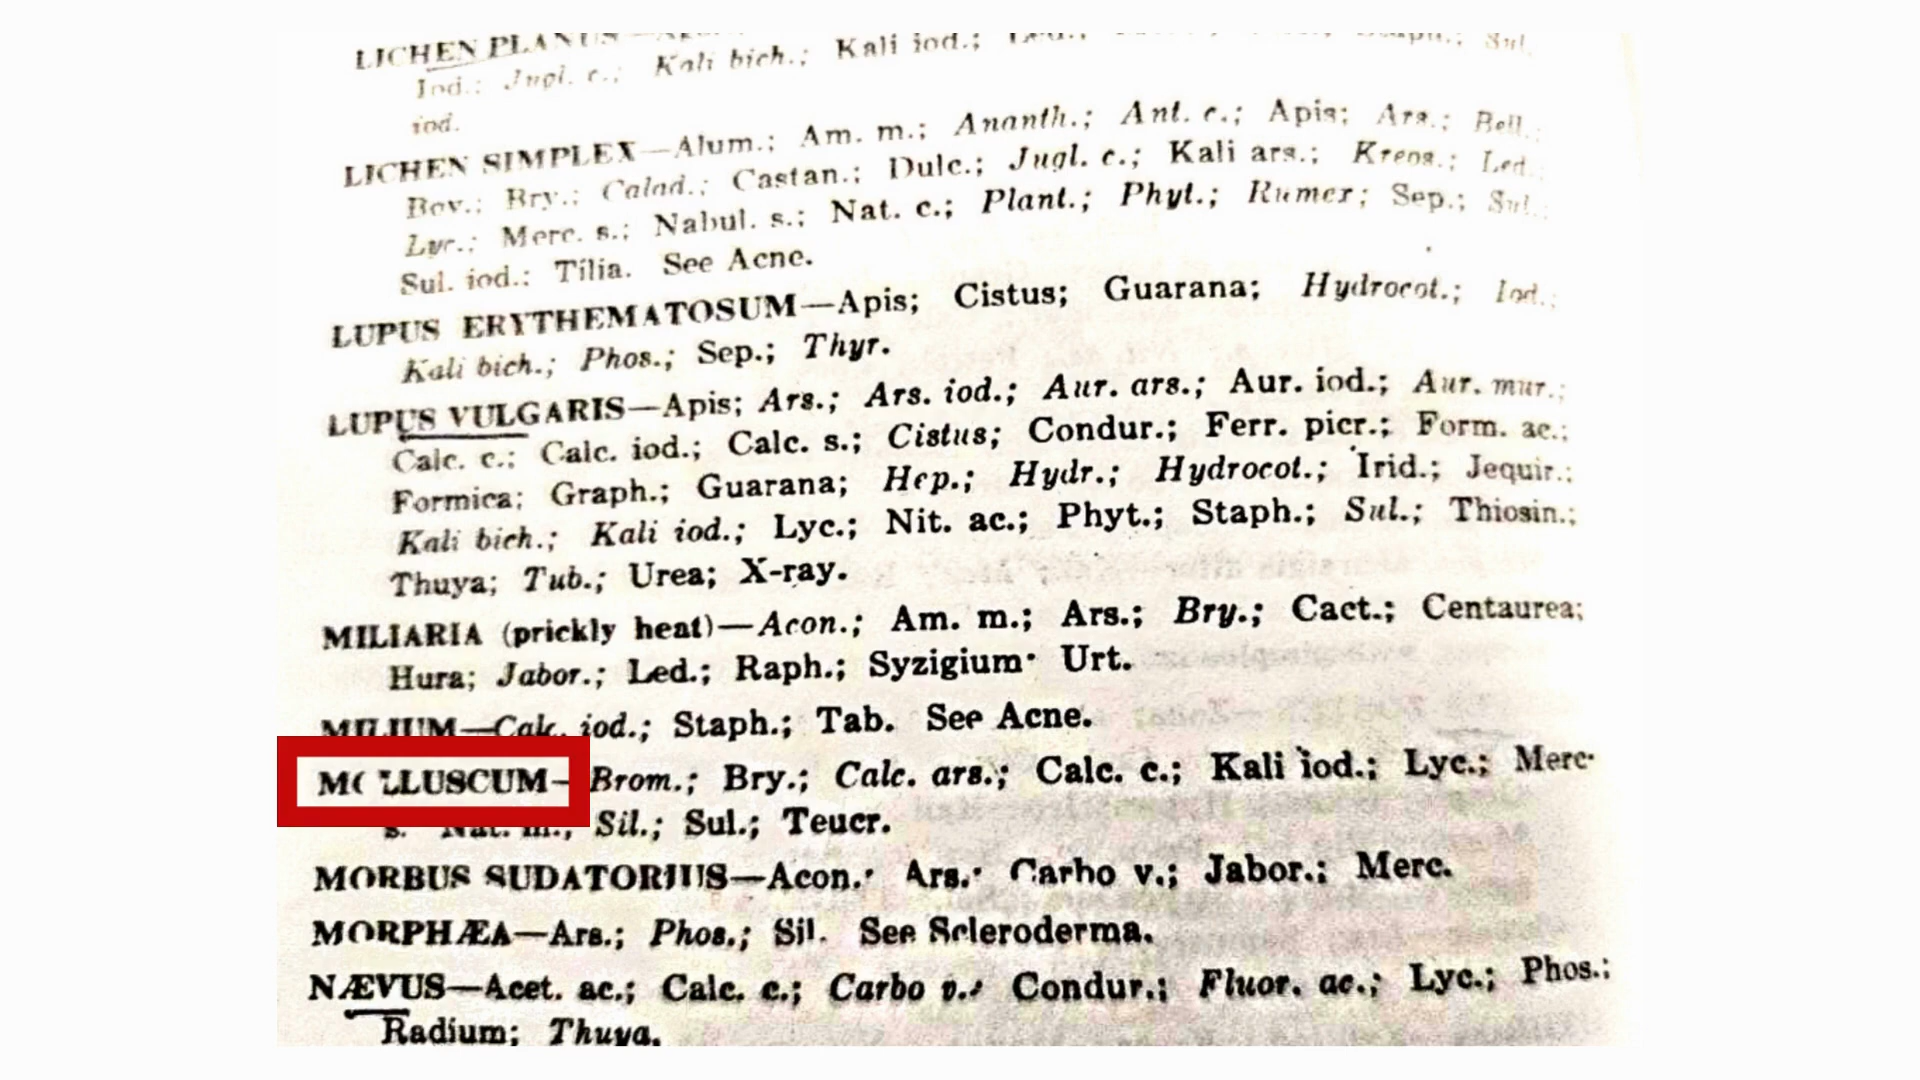 LICHEN PLANUS—
Iod.; Jugl. c.; Kali bich.; Kali iod.; Sul.
iod.
LICHEN SIMPLEX—Alum.; Am. m.; Ananth.; Ant. c.; Apis; Ars.; Bell.;
Bov.; Bry.; Calad.; Castan.; Dulc.; Jugl. c.; Kali ars.; Kreos.; Led.
Lyc.; Merc. s.; Nabul. s.; Nat. c.; Plant.; Phyt.; Rumex; Sep.; Sul.;
Sul. iod.; Tilia. See Acne.
LUPUS ERYTHEMATOSUM—Apis; Cistus; Guarana; Hydrocot.; Iod.;
Kali bich.; Phos.; Sep.; Thyr.
LUPUS VULGARIS—Apis; Ars.; Ars. iod.; Aur. ars.; Aur. iod.; Aur. mur.;
Calc. c.; Calc. iod.; Calc. s.; Cistus; Condur.; Ferr. picr.; Form. ac.;
Formica; Graph.; Guarana; Hep.; Hydr.; Hydrocot.; Irid.; Jequir.;
Kali bich.; Kali iod.; Lyc.; Nit. ac.; Phyt.; Staph.; Sul.; Thiosin.;
Thuya; Tub.; Urea; X-ray.
MILIARIA (prickly heat)—Acon.; Am. m.; Ars.; Bry.; Cact.; Centaurea;
Hura; Jabor.; Led.; Raph.; Syzigium; Urt.
MILIUM—Calc. iod.; Staph.; Tab. See Acne.
MOLLUSCUM—Brom.; Bry.; Calc. ars.; Calc. c.; Kali iod.; Lyc.; Merc.
s. Nat. m.; Sil.; Sul.; Teucr.
MORBUS SUDATORIUS—Acon.; Ars.; Carbo v.; Jabor.; Merc.
MORPHÆA—Ars.; Phos.; Sil. See Scleroderma.
NÆVUS—Acet. ac.; Calc. c.; Carbo v.; Condur.; Fluor. ac.; Lyc.; Phos.;
Radium; Thuya.